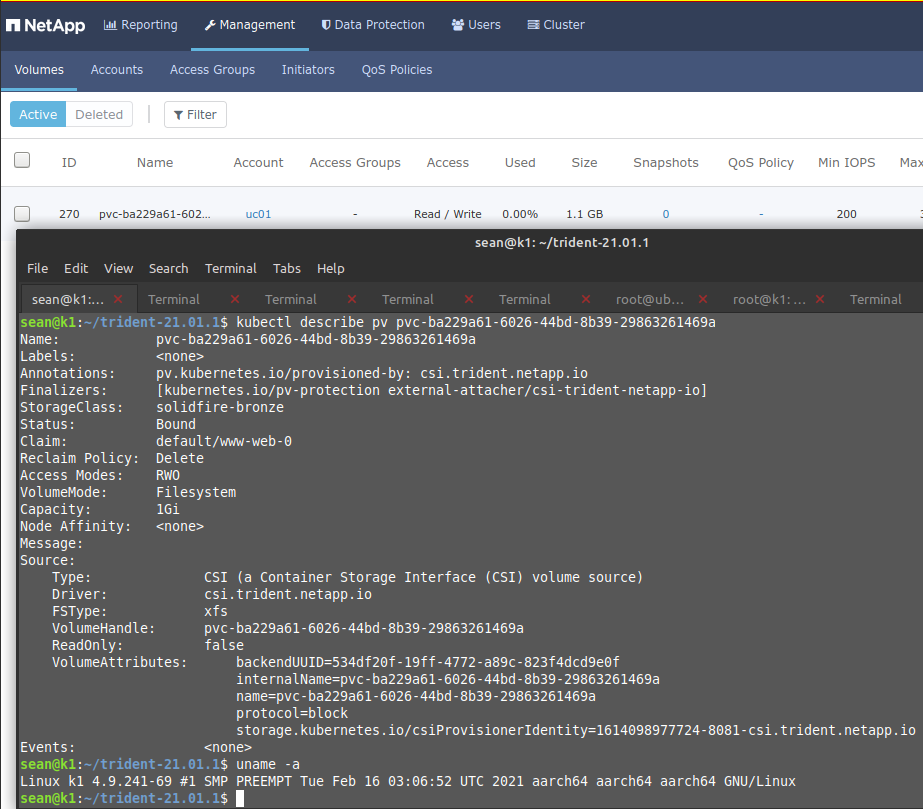 NetApp Reporting Management Data Protection Users Cluster
Volumes Accounts Access Groups Initiators QoS Policies
Active Deleted Filter
ID Name Account Access Groups Access Used Size Snapshots QoS Policy Min IOPS Max
270 pvc-ba229a61-602... uc01 - Read / Write 0.00% 1.1 GB 0 - 200
sean@k1: ~/trident-21.01.1
File Edit View Search Terminal Tabs Help
sean@k1:... × Terminal × Terminal × Terminal × Terminal × root@ub... × root@k1: ... × Terminal
sean@k1:~/trident-21.01.1$ kubectl describe pv pvc-ba229a61-6026-44bd-8b39-29863261469a
Name: pvc-ba229a61-6026-44bd-8b39-29863261469a
Labels: <none>
Annotations: pv.kubernetes.io/provisioned-by: csi.trident.netapp.io
Finalizers: [kubernetes.io/pv-protection external-attacher/csi-trident-netapp-io]
StorageClass: solidfire-bronze
Status: Bound
Claim: default/www-web-0
Reclaim Policy: Delete
Access Modes: RWO
VolumeMode: Filesystem
Capacity: 1Gi
Node Affinity: <none>
Message:
Source:
Type: CSI (a Container Storage Interface (CSI) volume source)
Driver: csi.trident.netapp.io
FSType: xfs
VolumeHandle: pvc-ba229a61-6026-44bd-8b39-29863261469a
ReadOnly: false
VolumeAttributes: backendUUID=534df20f-19ff-4772-a89c-823f4dcd9e0f
internalName=pvc-ba229a61-6026-44bd-8b39-29863261469a
name=pvc-ba229a61-6026-44bd-8b39-29863261469a
protocol=block
storage.kubernetes.io/csiProvisionerIdentity=1614098977724-8081-csi.trident.netapp.io
Events: <none>
sean@k1:~/trident-21.01.1$ uname -a
Linux k1 4.9.241-69 #1 SMP PREEMPT Tue Feb 16 03:06:52 UTC 2021 aarch64 aarch64 aarch64 GNU/Linux
sean@k1:~/trident-21.01.1$